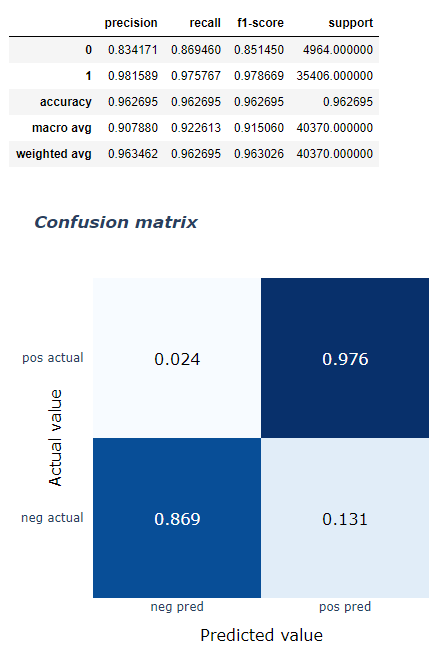 precision recall f1-score support
0 0.834171 0.869460 0.851450 4964.000000
1 0.981589 0.975767 0.978669 35406.000000
accuracy 0.962695 0.962695 0.962695 0.962695
macro avg 0.907880 0.922613 0.915060 40370.000000
weighted avg 0.963462 0.962695 0.963026 40370.000000
Confusion matrix
pos actual 0.024 0.976
Actual value
neg actual 0.869 0.131
neg pred pos pred
Predicted value